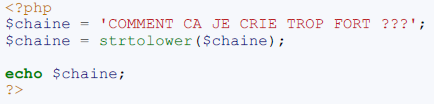 <?php
$chaine = 'COMMENT CA JE CRIE TROP FORT ???';
$chaine = strtolower($chaine);
echo $chaine;
?>